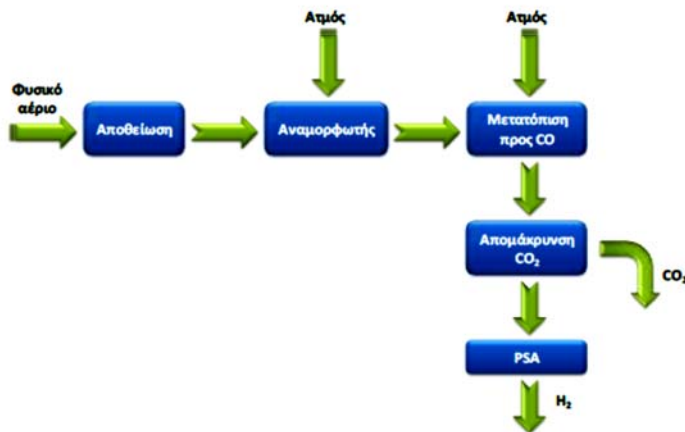 Ατμός
Ατμός
Φυσικό
αέριο
Αποθείωση
Αναμορφωτής
Μετατόπιση
προς CO
Απομάκρυνση
CO₂
CO₂
PSA
H₂